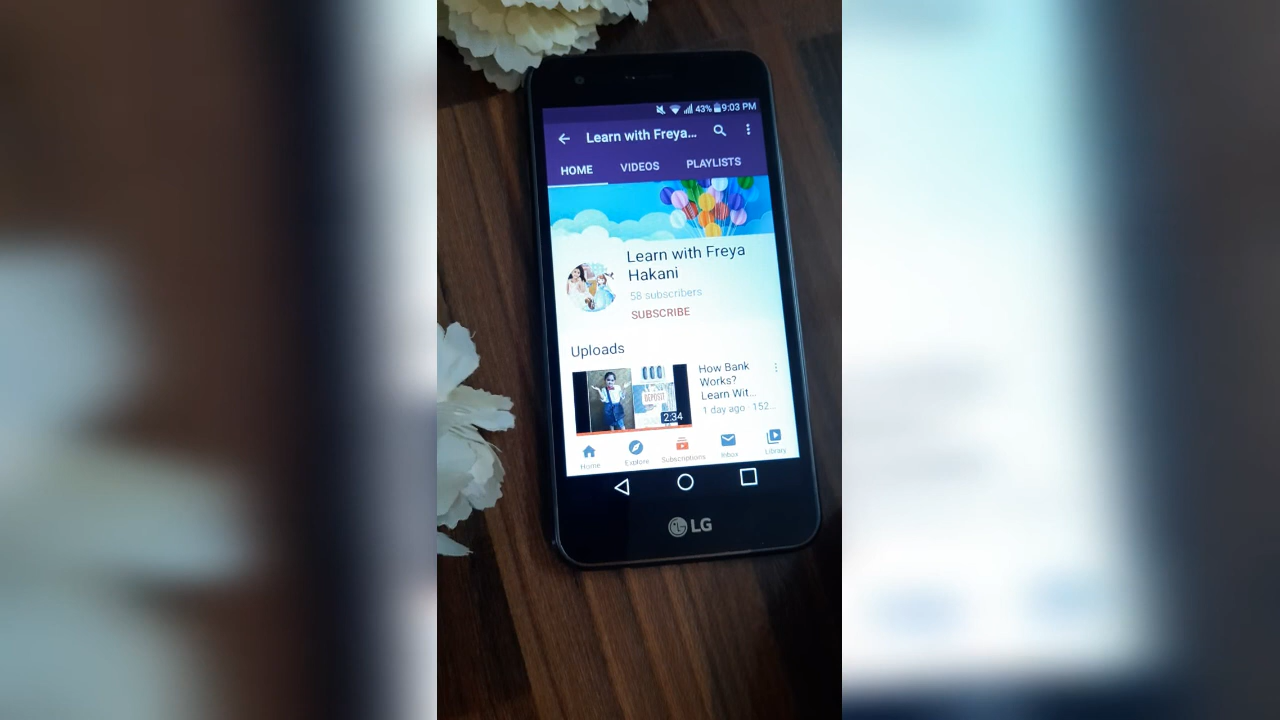 43% 9:03 PM
Learn with Freya...
HOME VIDEOS PLAYLISTS
Learn with Freya
Hakani
58 subscribers
SUBSCRIBE
Uploads
How Bank
Works?
Learn Wit...
1 day ago · 152...
DEPOSIT
2:34
Home Explore Subscriptions Inbox Library
LG